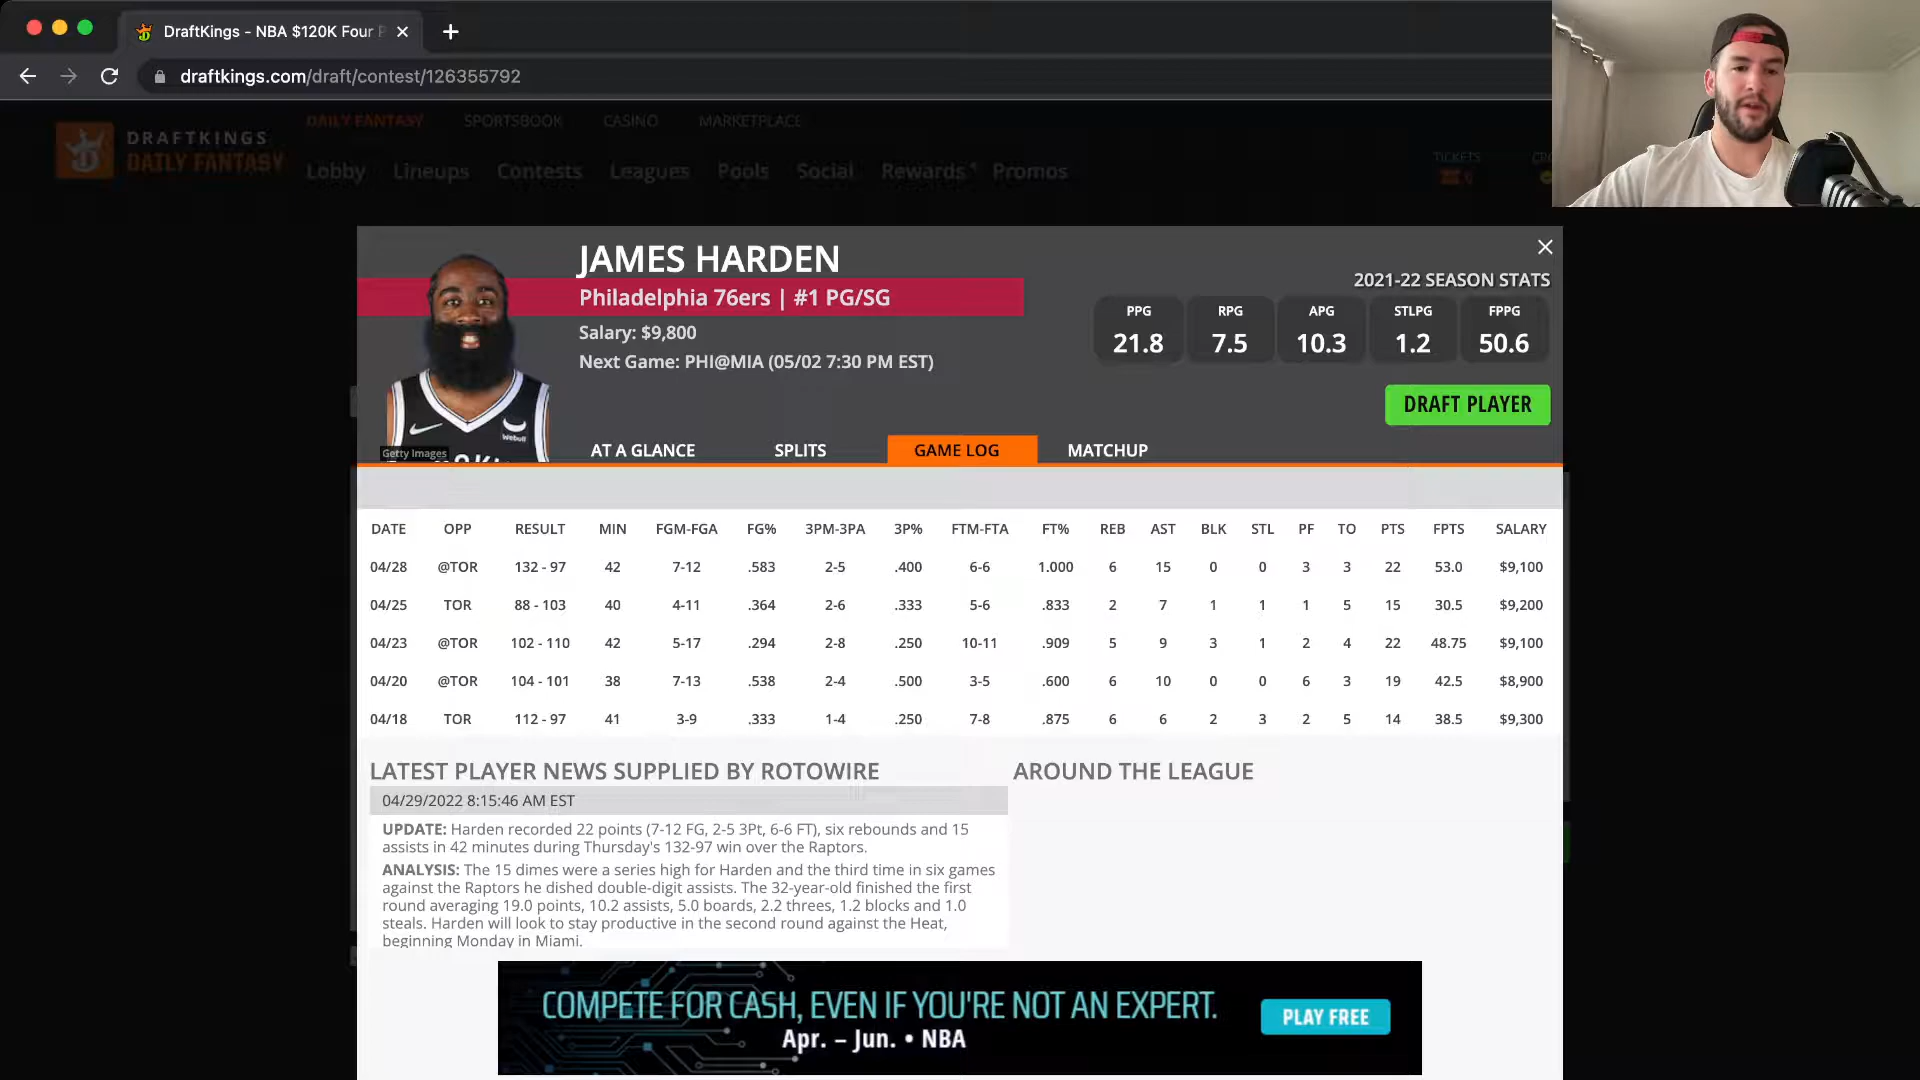 DraftKings - NBA $120K Four P
draftkings.com/draft/contest/126355792
DAILY FANTASY SPORTSBOOK CASINO MARKETPLACE
DRAFTKINGS
DAILY FANTASY
Lobby Lineups Contests Leagues Pools Social Rewards Promos
TICKETS
JAMES HARDEN
Philadelphia 76ers | #1 PG/SG
Salary: $9,800
Next Game: PHI@MIA (05/02 7:30 PM EST)
2021-22 SEASON STATS
PPG RPG APG STLPG FPPG
21.8 7.5 10.3 1.2 50.6
DRAFT PLAYER
Webull
Getty Images
AT A GLANCE SPLITS GAME LOG MATCHUP
DATE OPP RESULT MIN FGM-FGA FG% 3PM-3PA 3P% FTM-FTA FT% REB AST BLK STL PF TO PTS FPTS SALARY
04/28 @TOR 132 - 97 42 7-12 .583 2-5 .400 6-6 1.000 6 15 0 0 3 3 22 53.0 $9,100
04/25 TOR 88 - 103 40 4-11 .364 2-6 .333 5-6 .833 2 7 1 1 1 5 15 30.5 $9,200
04/23 @TOR 102 - 110 42 5-17 .294 2-8 .250 10-11 .909 5 9 3 1 2 4 22 48.75 $9,100
04/20 @TOR 104 - 101 38 7-13 .538 2-4 .500 3-5 .600 6 10 0 0 6 3 19 42.5 $8,900
04/18 TOR 112 - 97 41 3-9 .333 1-4 .250 7-8 .875 6 6 2 3 2 5 14 38.5 $9,300
LATEST PLAYER NEWS SUPPLIED BY ROTOWIRE
04/29/2022 8:15:46 AM EST
UPDATE: Harden recorded 22 points (7-12 FG, 2-5 3Pt, 6-6 FT), six rebounds and 15
assists in 42 minutes during Thursday's 132-97 win over the Raptors.
ANALYSIS: The 15 dimes were a series high for Harden and the third time in six games
against the Raptors he dished double-digit assists. The 32-year-old finished the first
round averaging 19.0 points, 10.2 assists, 5.0 boards, 2.2 threes, 1.2 blocks and 1.0
steals. Harden will look to stay productive in the second round against the Heat,
beginning Monday in Miami.
AROUND THE LEAGUE
COMPETE FOR CASH, EVEN IF YOU'RE NOT AN EXPERT.
Apr. – Jun. • NBA
PLAY FREE